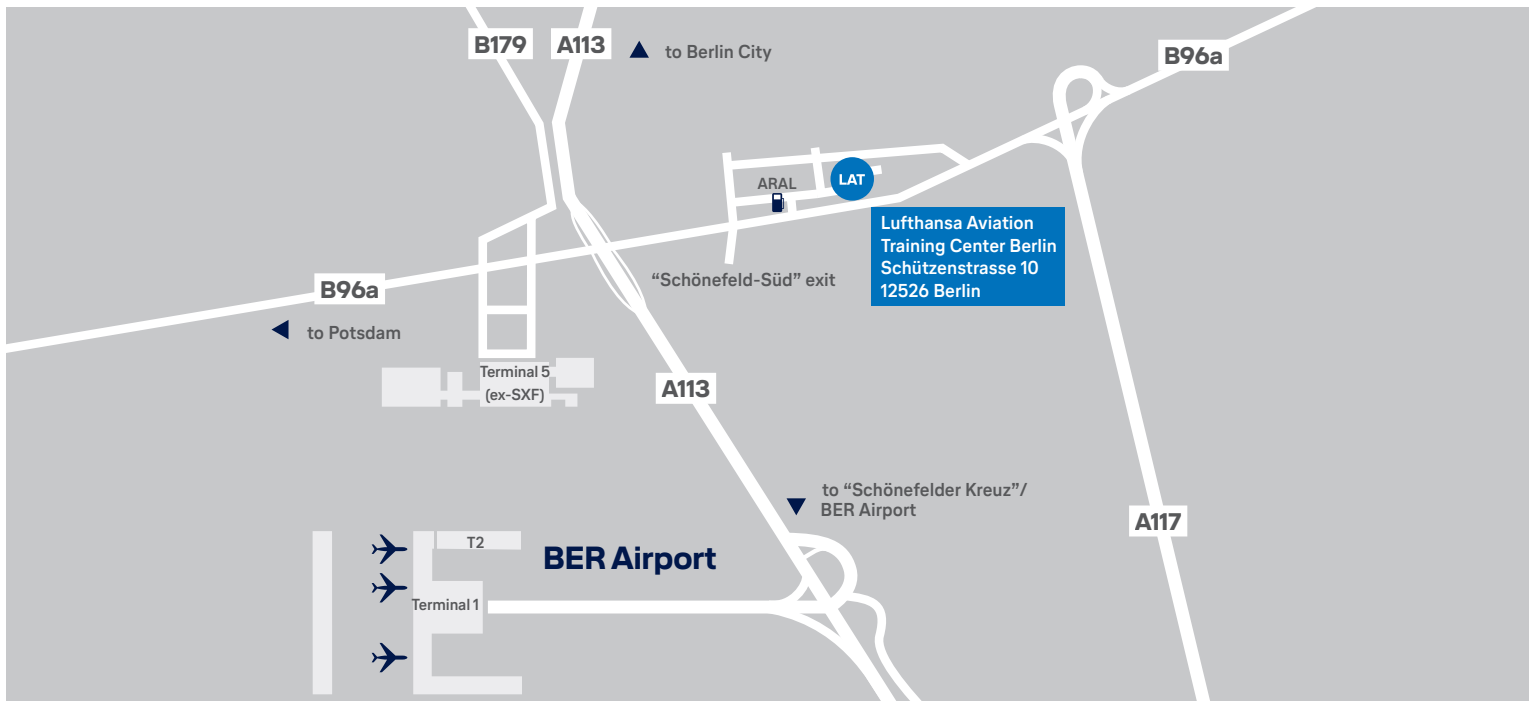 B179
A113
to Berlin City
B96a
ARAL
LAT
Lufthansa Aviation
Training Center Berlin
Schützenstrasse 10
12526 Berlin
“Schönefeld-Süd” exit
B96a
to Potsdam
Terminal 5
(ex-SXF)
A113
to “Schönefelder Kreuz”/
BER Airport
A117
T2
BER Airport
Terminal 1